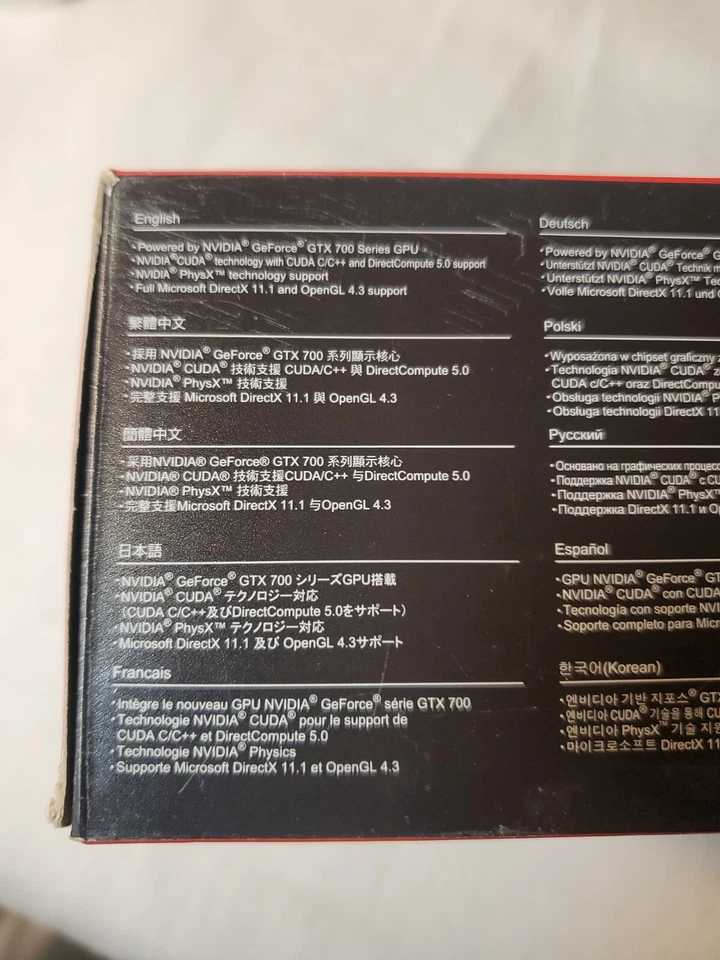 English
•Powered by NVIDIA® GeForce® GTX 700 Series GPU
•NVIDIA®CUDA® technology with CUDA C/C++ and DirectCompute 5.0 support
•NVIDIA® PhysX™ technology support
•Full Microsoft DirectX 11.1 and OpenGL 4.3 support
繁體中文
•採用 NVIDIA® GeForce® GTX 700 系列顯示核心
•NVIDIA® CUDA® 技術支援 CUDA/C++ 與 DirectCompute 5.0
•NVIDIA® PhysX™ 技術支援
•完整支援 Microsoft DirectX 11.1 與 OpenGL 4.3
簡體中文
•采用NVIDIA® GeForce® GTX 700 系列顯示核心
•NVIDIA® CUDA® 技術支援CUDA/C++ 与DirectCompute 5.0
•NVIDIA® PhysX™ 技術支援
•完整支援Microsoft DirectX 11.1 与OpenGL 4.3
日本語
•NVIDIA® GeForce® GTX 700 シリーズGPU搭載
•NVIDIA® CUDA® テクノロジー対応
（CUDA C/C++及びDirectCompute 5.0をサポート）
•NVIDIA® PhysX™ テクノロジー対応
•Microsoft DirectX 11.1 及び OpenGL 4.3サポート
Francais
•Intègre le nouveau GPU NVIDIA® GeForce® série GTX 700
•Technologie NVIDIA® CUDA® pour le support de
CUDA C/C++ et DirectCompute 5.0
•Technologie NVIDIA® Physics
•Supporte Microsoft DirectX 11.1 et OpenGL 4.3
Deutsch
•Powered by NVIDIA® GeForce®
•Unterstützt NVIDIA® CUDA® Technik
•Unterstützt NVIDIA® PhysX™
•Volle Microsoft DirectX 11.1 und
Polski
•Wyposażona w chipset graficzny
•Technologia NVIDIA® CUDA®
CUDA c/C++ oraz
•Obsługa technologii NVIDIA®
•Obsługa technologii DirectX
Русский
•Основано на графических
•Поддержка NVIDIA® CUDA® с
•Поддержка NVIDIA® PhysX™
•Поддержка DirectX 11.1 и
Español
•GPU NVIDIA® GeForce®
•NVIDIA® CUDA® con CUDA
•Tecnología con soporte
•Soporte completo para
한국어(Korean)
•엔비디아 기반 지포스®
•엔비디아 CUDA® 기술을 통해
•엔비디아 PhysX™ 기술
•마이크로소프트 DirectX